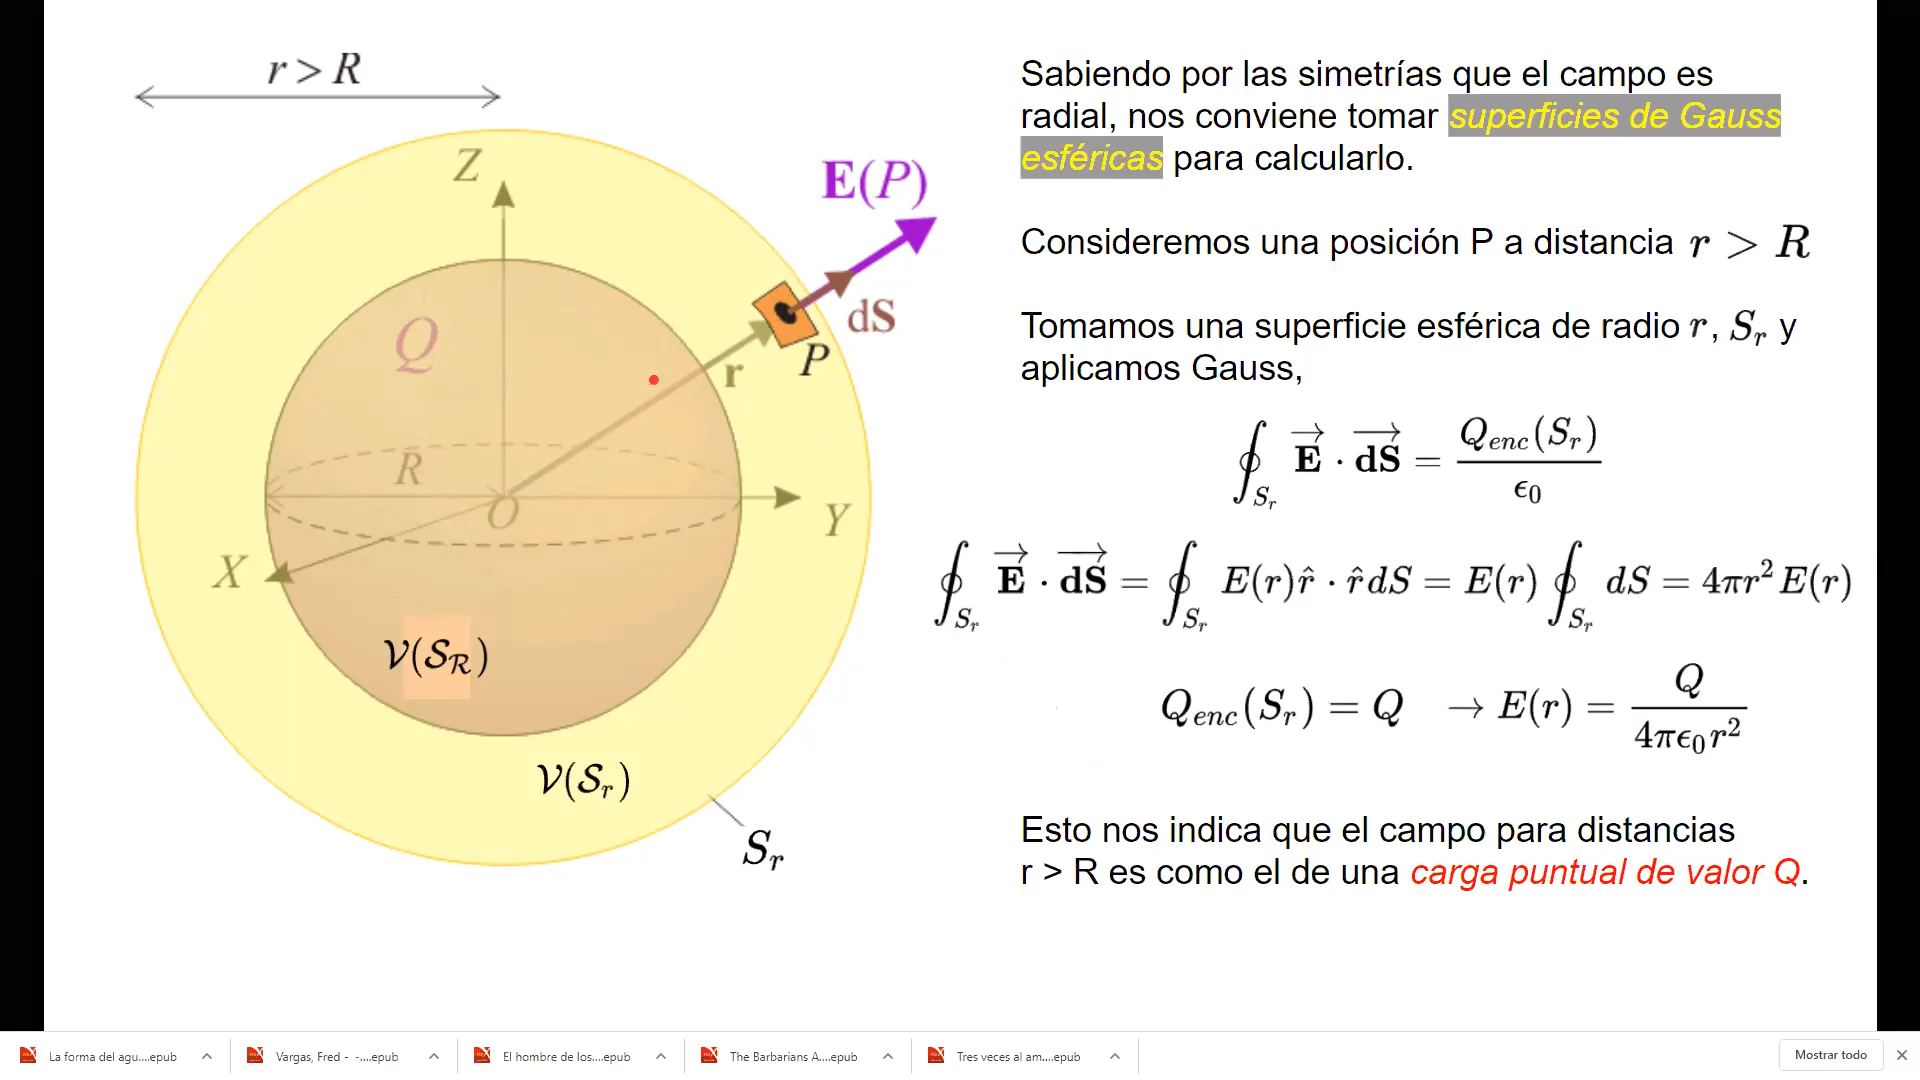 r > R
Z
E(P)
Q
dS
P
r
R
O
Y
X
𝒱(𝒮_ℛ)
𝒱(𝒮_r)
S_r
Sabiendo por las simetrías que el campo es
radial, nos conviene tomar superficies de Gauss
esféricas para calcularlo.
Consideremos una posición P a distancia r > R
Tomamos una superficie esférica de radio r, S_r y
aplicamos Gauss,
∮_{S_r} E⃗ · dS⃗ = Q_{enc}(S_r) / ϵ_0
∮_{S_r} E⃗ · dS⃗ = ∮_{S_r} E(r)r̂ · r̂dS = E(r) ∮_{S_r} dS = 4πr² E(r)
Q_{enc}(S_r) = Q → E(r) = Q / 4πϵ_0 r²
Esto nos indica que el campo para distancias
r > R es como el de una carga puntual de valor Q.
La forma del agu....epub
Vargas, Fred - -....epub
El hombre de los....epub
The Barbarians A....epub
Tres veces al am....epub
Mostrar todo